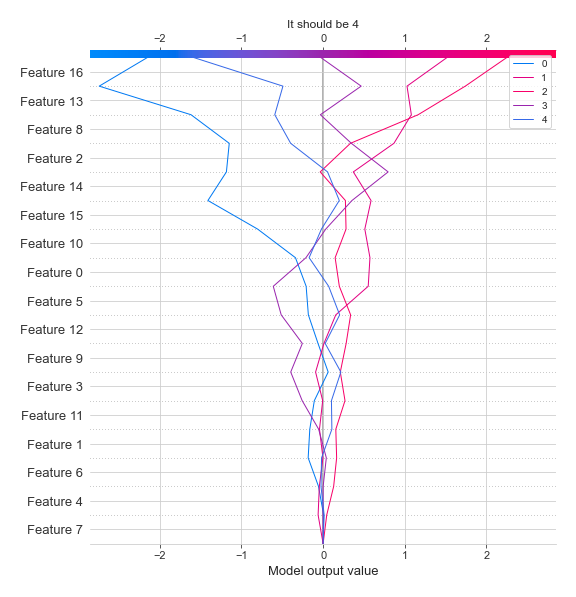 It should be 4
−2 −1 0 1 2
0
1
2
3
4
Feature 16
Feature 13
Feature 8
Feature 2
Feature 14
Feature 15
Feature 10
Feature 0
Feature 5
Feature 12
Feature 9
Feature 3
Feature 11
Feature 1
Feature 6
Feature 4
Feature 7
−2 −1 0 1 2
Model output value